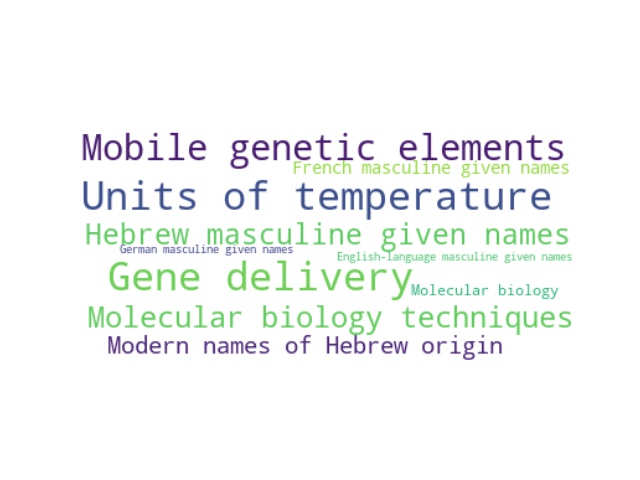 Mobile genetic elements
French masculine given names
Units of temperature
Hebrew masculine given names
German masculine given names
English-language masculine given names
Gene delivery
Molecular biology
Molecular biology techniques
Modern names of Hebrew origin